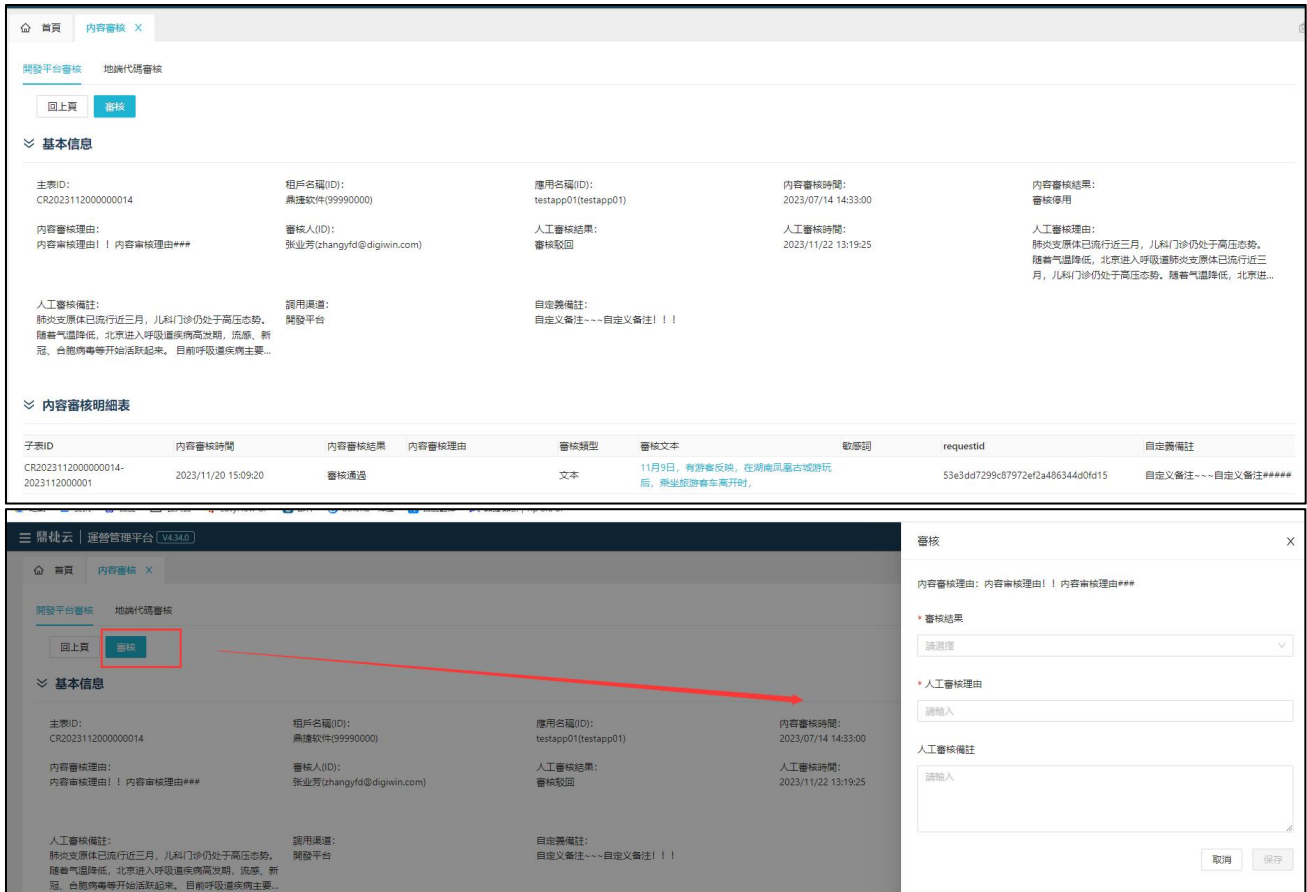 首頁 內容審核 X
開發平台審核 地端代碼審核
回上頁 審核
基本信息
主表ID: 租戶名稱(ID): 應用名稱(ID): 內容審核時間: 內容審核結果:
CR2023112000000014 鼎捷软件(99990000) testapp01(testapp01) 2023/07/14 14:33:00 審核停用
內容審核理由: 審核人(ID): 人工審核結果: 人工審核時間: 人工審核理由:
内容审核理由！！内容审核理由### 张业芳(zhangyfd@digiwin.com) 審核駁回 2023/11/22 13:19:25 肺炎支原体已流行近三月，儿科门诊仍处于高压态势。
随着气温降低，北京进入呼吸道肺炎支原体已流行近三
月，儿科门诊仍处于高压态势。随着气温降低，北京进...
人工審核備註: 調用渠道: 自定義備註:
肺炎支原体已流行近三月，儿科门诊仍处于高压态势。 開發平台 自定义备注~~~自定义备注！！！
随着气温降低，北京进入呼吸道疾病高发期，流感、新
冠、合胞病毒等开始活跃起来。 目前呼吸道疾病主要...
內容審核明細表
子表ID 內容審核時間 內容審核結果 內容審核理由 審核類型 審核文本 敏感詞 requestid 自定義備註
CR2023112000000014-
2023112000001 2023/11/20 15:09:20 審核通過 文本 11月9日，有游客反映，在湖南凤凰古城游玩
后，乘坐旅游客车离开时， 53e3dd7299c87972ef2a486344d0fd15 自定义备注~~~自定义备注#####
鼎捷云 | 運營管理平台 V4.34.0
首頁 內容審核 X
開發平台審核 地端代碼審核
回上頁 審核
基本信息
主表ID: 租戶名稱(ID): 應用名稱(ID): 內容審核時間:
CR2023112000000014 鼎捷软件(99990000) testapp01(testapp01) 2023/07/14 14:33:00
內容審核理由: 審核人(ID): 人工審核結果: 人工審核時間:
内容审核理由！！内容审核理由### 张业芳(zhangyfd@digiwin.com) 審核駁回 2023/11/22 13:19:25
人工審核備註: 調用渠道: 自定義備註:
肺炎支原体已流行近三月，儿科门诊仍处于高压态势。 開發平台 自定义备注~~~自定义备注！！！
随着气温降低，北京进入呼吸道疾病高发期，流感、新
冠、合胞病毒等开始活跃起来。 目前呼吸道疾病主要...
審核 X
內容審核理由: 内容审核理由！！内容审核理由###
* 審核結果
請選擇
* 人工審核理由
請輸入
人工審核備註
請輸入
取消 保存